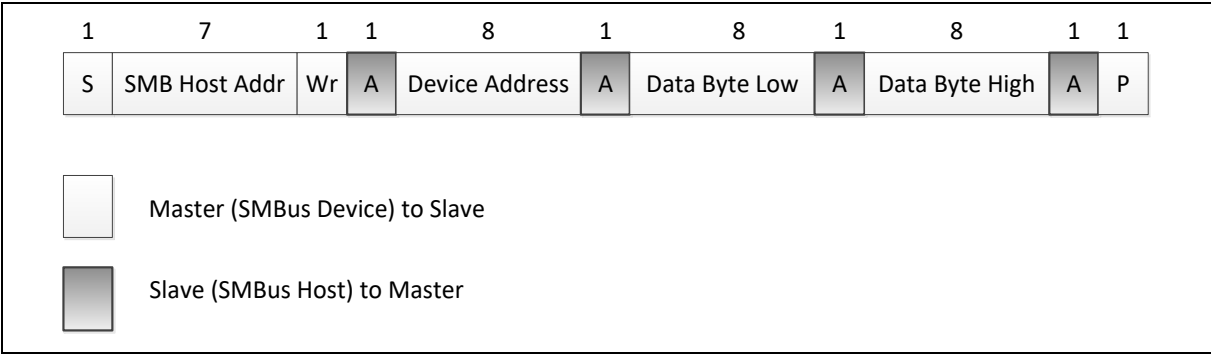 1 7 1 1 8 1 8 1 8 1 1
S SMB Host Addr Wr A Device Address A Data Byte Low A Data Byte High A P
Master (SMBus Device) to Slave
Slave (SMBus Host) to Master